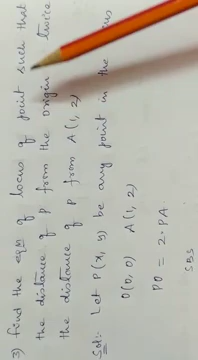 3) Find the eqn of locus of point such that
the distance of P from the origin twice
the distance of P from A(1, 2)
Sol:- Let P(x, y) be any point in the
O(0, 0) A(1, 2)
PO = 2·PA
SBS